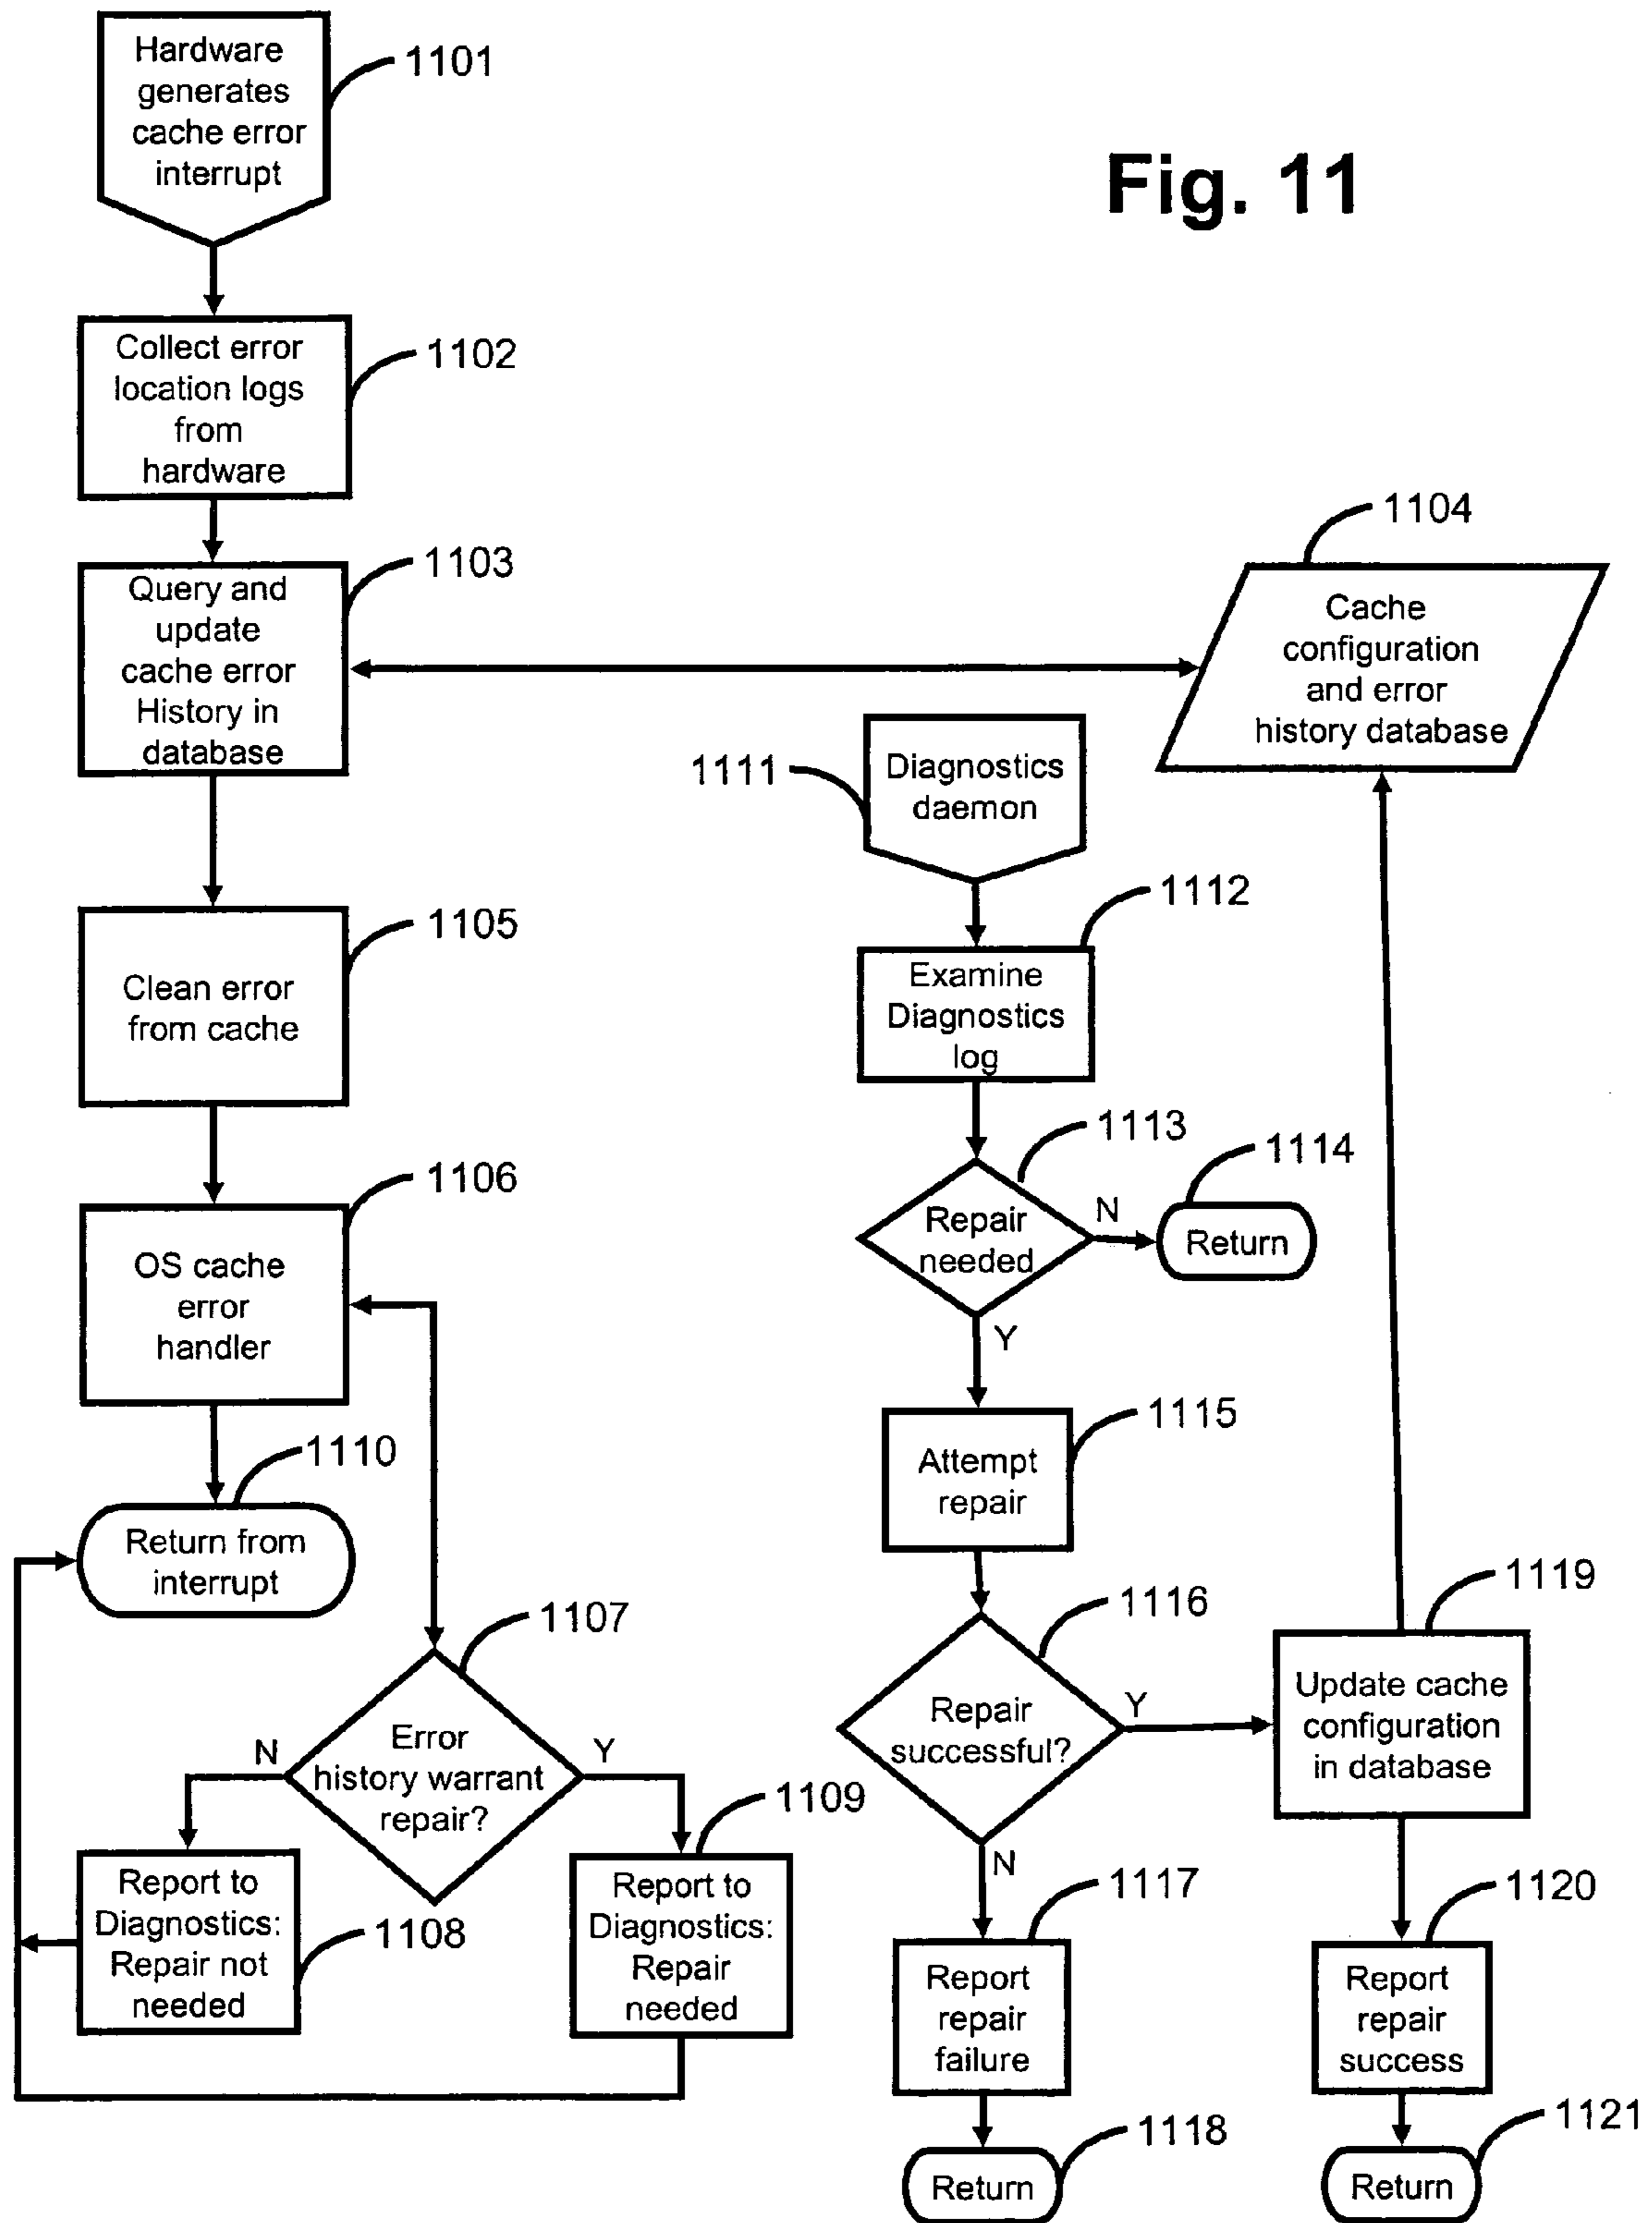 Fig. 11
Hardware
generates
cache error
interrupt
1101
Collect error
location logs
from
hardware
1102
Query and
update
cache error
History in
database
1103
Cache
configuration
and error
history database
1104
Clean error
from cache
1105
OS cache
error
handler
1106
Return from
interrupt
1110
Error
history warrant
repair?
1107
N
Y
Report to
Diagnostics:
Repair not
needed
1108
Report to
Diagnostics:
Repair
needed
1109
Diagnostics
daemon
1111
Examine
Diagnostics
log
1112
Repair
needed
1113
N
Return
1114
Y
Attempt
repair
1115
Repair
successful?
1116
Y
N
Report
repair
failure
1117
Return
1118
Update cache
configuration
in database
1119
Report
repair
success
1120
Return
1121